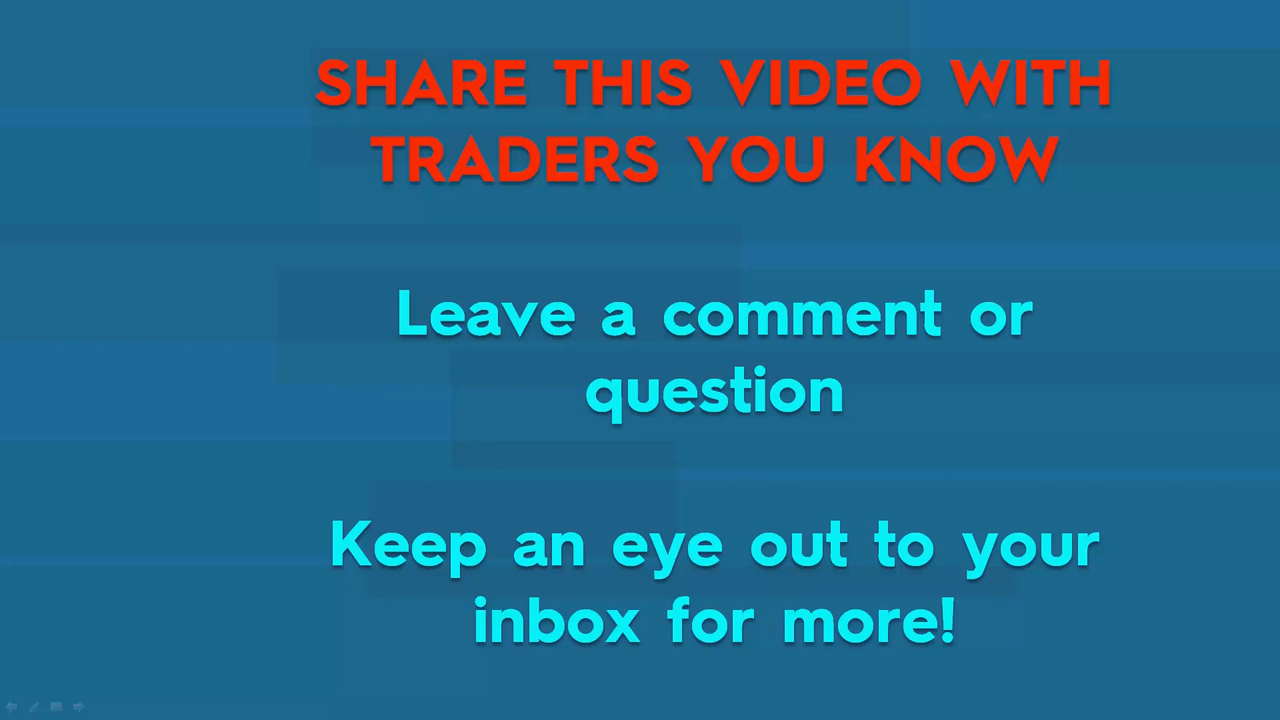 SHARE THIS VIDEO WITH
TRADERS YOU KNOW
Leave a comment or
question
Keep an eye out to your
inbox for more!